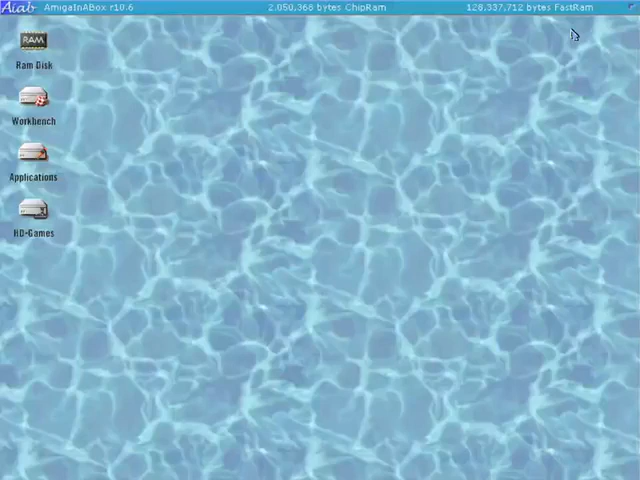 Aiab AmigaInABox r10.6 2,050,368 bytes ChipRam 128,337,712 bytes FastRam
RAM
Ram Disk
Workbench
Applications
HD-Games